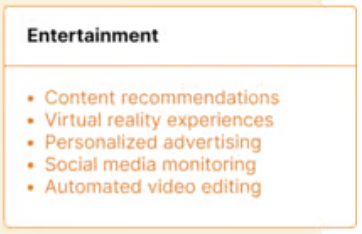 Entertainment
• Content recommendations
• Virtual reality experiences
• Personalized advertising
• Social media monitoring
• Automated video editing